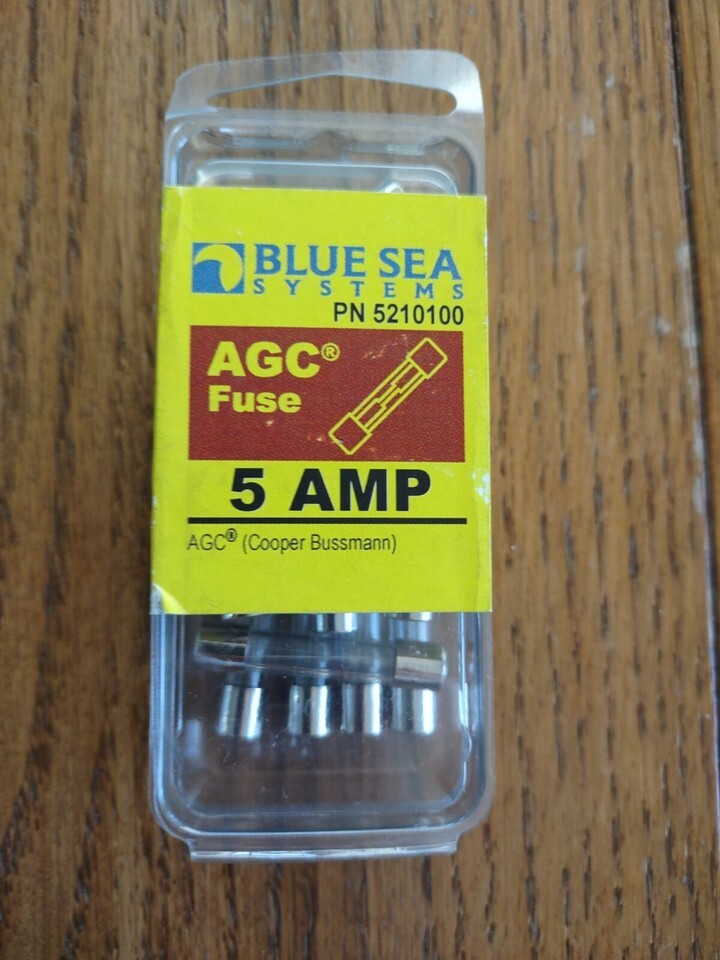 BLUE SEA
SYSTEMS
PN 5210100
AGC®
Fuse
5 AMP
AGC® (Cooper Bussmann)